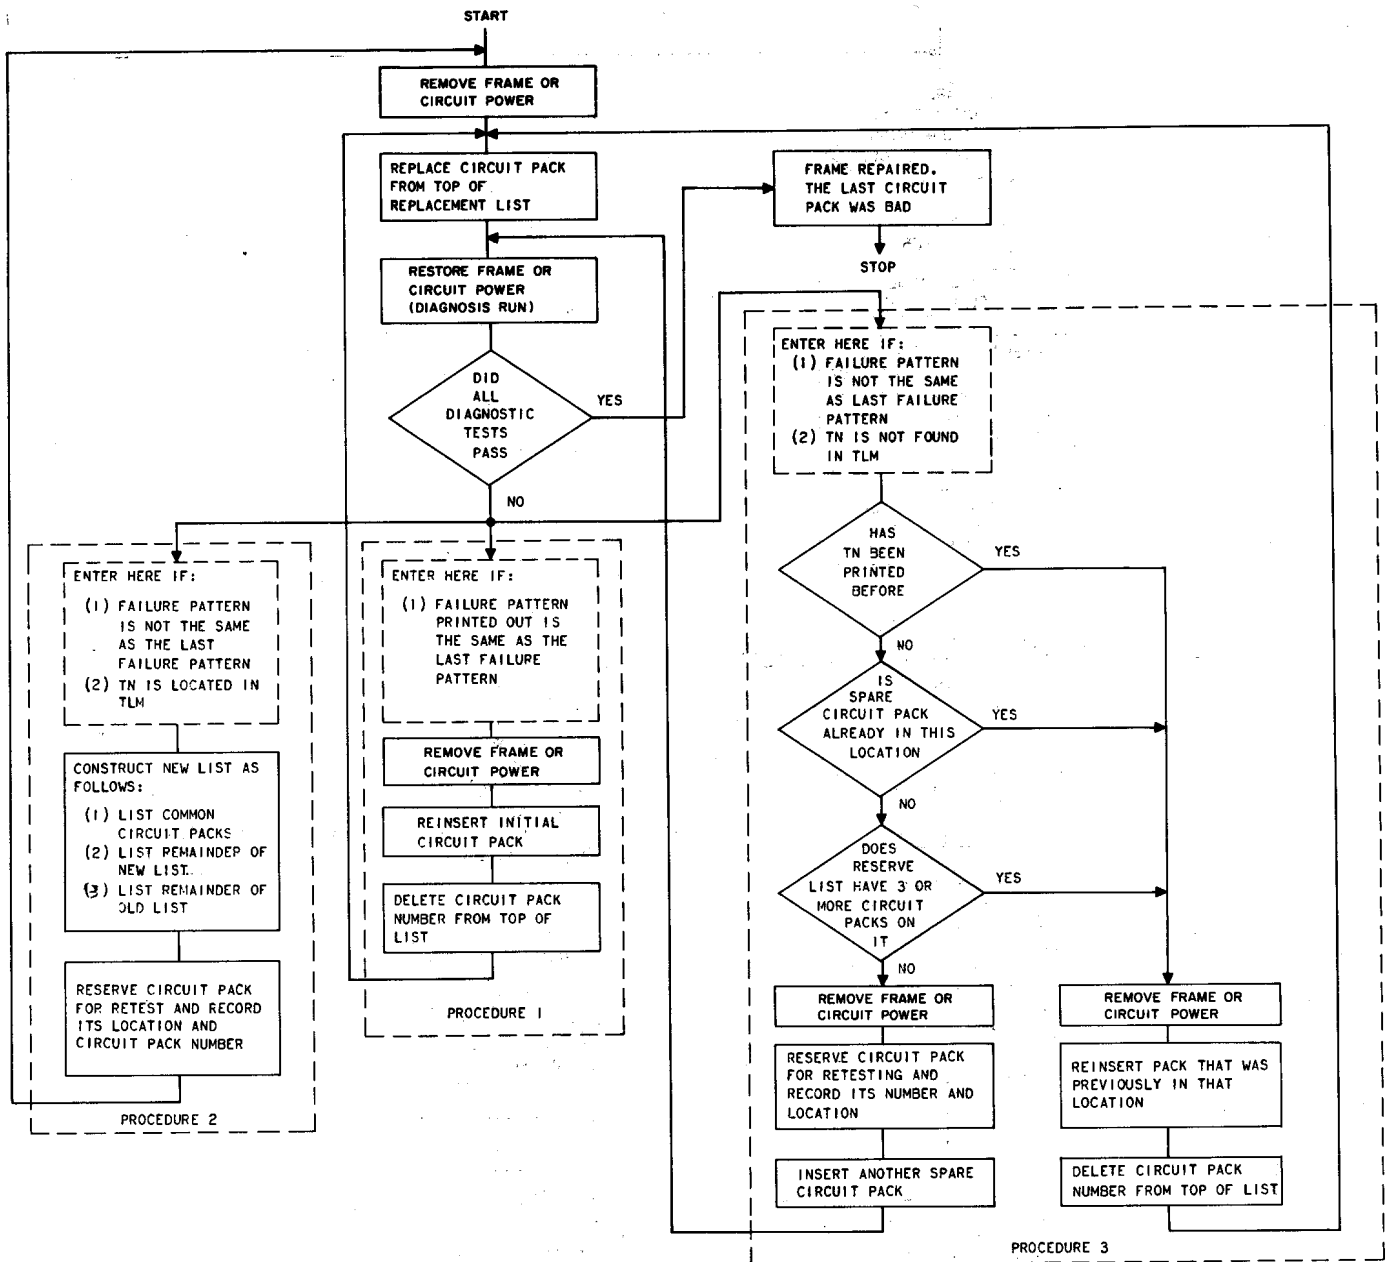 START
REMOVE FRAME OR
CIRCUIT POWER
REPLACE CIRCUIT PACK
FROM TOP OF
REPLACEMENT LIST
FRAME REPAIRED.
THE LAST CIRCUIT
PACK WAS BAD
STOP
RESTORE FRAME OR
CIRCUIT POWER
(DIAGNOSIS RUN)
DID
ALL
DIAGNOSTIC
TESTS
PASS
YES
NO
ENTER HERE IF:
(1) FAILURE PATTERN
IS NOT THE SAME
AS THE LAST
FAILURE PATTERN
(2) TN IS LOCATED IN
TLM
CONSTRUCT NEW LIST AS
FOLLOWS:
(1) LIST COMMON
CIRCUIT PACKS
(2) LIST REMAINDER OF
NEW LIST.
(3) LIST REMAINDER OF
OLD LIST
RESERVE CIRCUIT PACK
FOR RETEST AND RECORD
ITS LOCATION AND
CIRCUIT PACK NUMBER
PROCEDURE 2
ENTER HERE IF:
(1) FAILURE PATTERN
PRINTED OUT IS
THE SAME AS THE
LAST FAILURE
PATTERN
REMOVE FRAME OR
CIRCUIT POWER
REINSERT INITIAL
CIRCUIT PACK
DELETE CIRCUIT PACK
NUMBER FROM TOP OF
LIST
PROCEDURE 1
ENTER HERE IF:
(1) FAILURE PATTERN
IS NOT THE SAME
AS LAST FAILURE
PATTERN
(2) TN IS NOT FOUND
IN TLM
HAS
TN BEEN
PRINTED
BEFORE
YES
NO
IS
SPARE
CIRCUIT PACK
ALREADY IN THIS
LOCATION
YES
NO
DOES
RESERVE
LIST HAVE 3 OR
MORE CIRCUIT
PACKS ON
IT
YES
NO
REMOVE FRAME OR
CIRCUIT POWER
RESERVE CIRCUIT PACK
FOR RETESTING AND
RECORD ITS NUMBER AND
LOCATION
INSERT ANOTHER SPARE
CIRCUIT PACK
REMOVE FRAME OR
CIRCUIT POWER
REINSERT PACK THAT WAS
PREVIOUSLY IN THAT
LOCATION
DELETE CIRCUIT PACK
NUMBER FROM TOP OF LIST
PROCEDURE 3